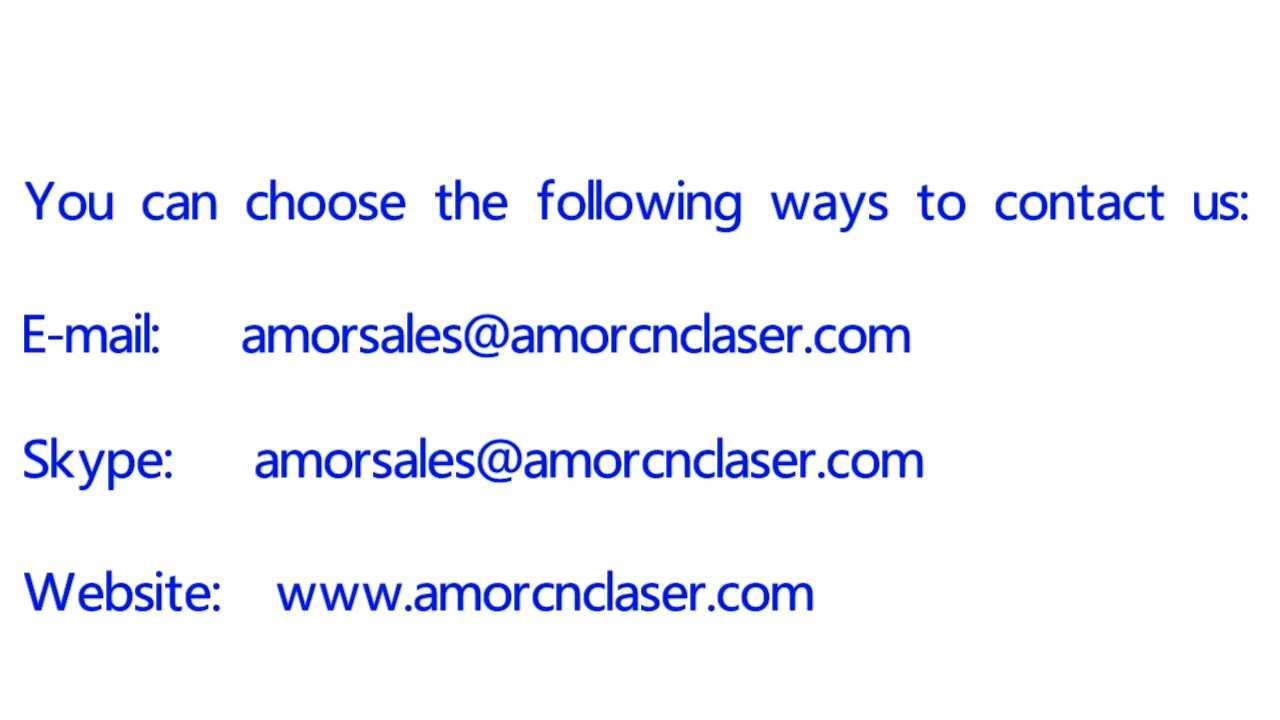 You can choose the following ways to contact us:
E-mail: amorsales@amorcnclaser.com
Skype: amorsales@amorcnclaser.com
Website: www.amorcnclaser.com